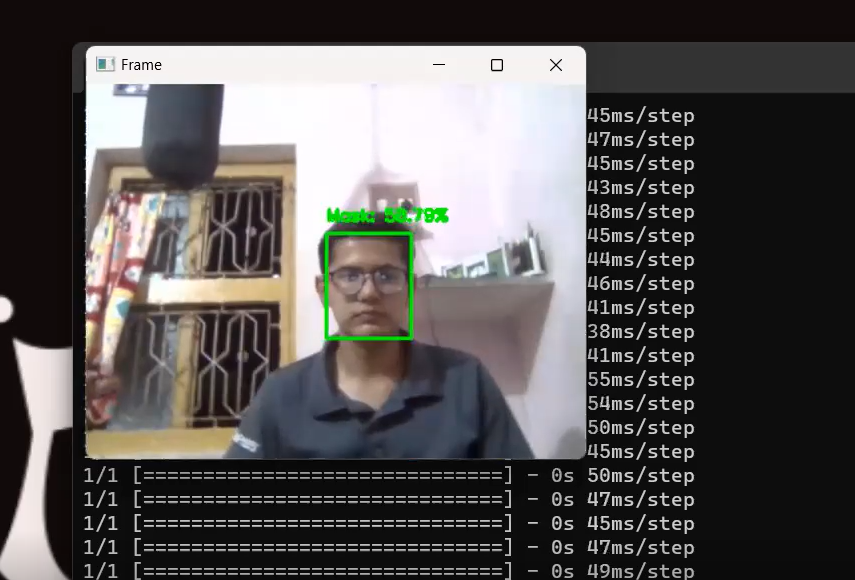 Frame
45ms/step
47ms/step
45ms/step
43ms/step
48ms/step
45ms/step
44ms/step
46ms/step
41ms/step
38ms/step
41ms/step
55ms/step
54ms/step
50ms/step
45ms/step
Mask:
1/1 [==============================] - 0s 50ms/step
1/1 [==============================] - 0s 47ms/step
1/1 [==============================] - 0s 45ms/step
1/1 [==============================] - 0s 47ms/step
1/1 [==============================] - 0s 49ms/step